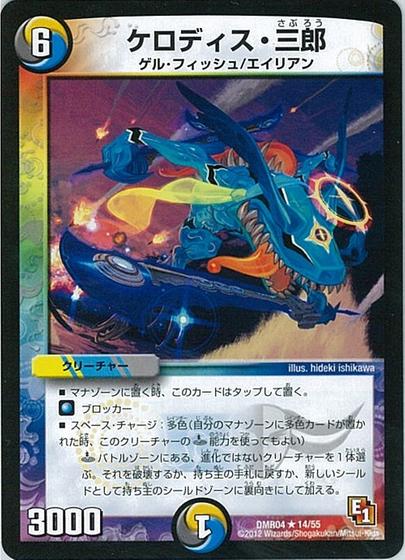 6
さぶろう
ケロディス・三郎
ゲル・フィッシュ/エイリアン
クリーチャー
illus. hideki ishikawa
■ マナゾーンに置く時、このカードはタップして置く。
ブロッカー
■ スペース・チャージ：多色(自分のマナゾーンに多色カードが置か
れた時、このクリーチャーの 能力を使ってもよい)
バトルゾーンにある、進化ではないクリーチャーを1体選
ぶ。それを破壊するか、持ち主の手札に戻すか、新しいシール
ドとして持ち主のシールドゾーンに裏向きにして加える。
3000
1
DMR04 ★ 14/55
©2012 Wizards/Shogakukan/Mitsui-Kids
E1